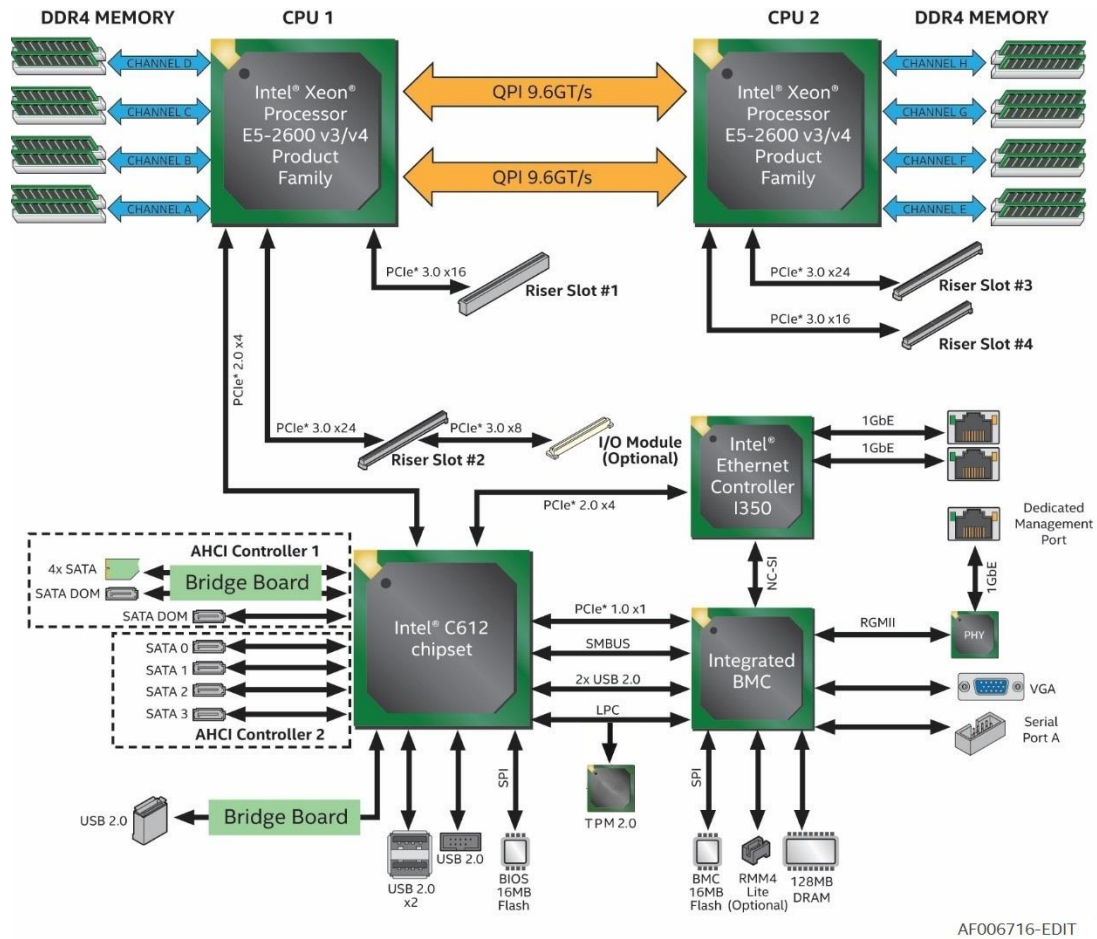 DDR4 MEMORY
CPU 1
CPU 2
DDR4 MEMORY
CHANNEL D
CHANNEL C
CHANNEL B
CHANNEL A
Intel® Xeon®
Processor
E5-2600 v3/v4
Product
Family
QPI 9.6GT/s
QPI 9.6GT/s
Intel® Xeon®
Processor
E5-2600 v3/v4
Product
Family
CHANNEL H
CHANNEL G
CHANNEL F
CHANNEL E
PCIe* 3.0 x16
Riser Slot #1
PCIe* 3.0 x24
Riser Slot #3
PCIe* 3.0 x16
Riser Slot #4
PCIe* 2.0 x4
PCIe* 3.0 x24
Riser Slot #2
PCIe* 3.0 x8
I/O Module
(Optional)
PCIe* 2.0 x4
Intel®
Ethernet
Controller
I350
1GbE
1GbE
Dedicated
Management
Port
1GbE
NC-SI
AHCI Controller 1
4x SATA
Bridge Board
SATA DOM
SATA DOM
SATA 0
SATA 1
SATA 2
SATA 3
AHCI Controller 2
Intel® C612
chipset
PCIe* 1.0 x1
SMBUS
2x USB 2.0
LPC
Integrated
BMC
RGMII
PHY
VGA
Serial
Port A
TPM 2.0
USB 2.0
Bridge Board
USB 2.0
x2
USB 2.0
SPI
BIOS
16MB
Flash
SPI
BMC
16MB
Flash
RMM4
Lite
(Optional)
128MB
DRAM
AF006716-EDIT